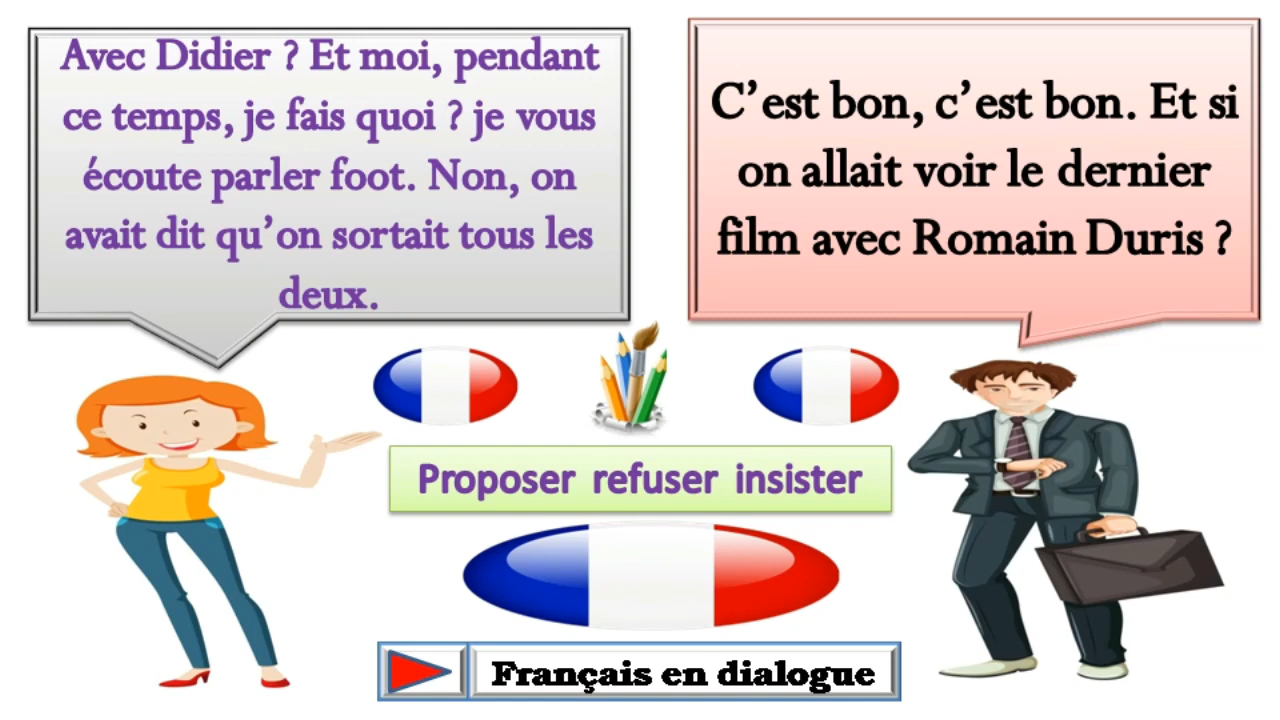 Avec Didier ? Et moi, pendant
ce temps, je fais quoi ? je vous
écoute parler foot. Non, on
avait dit qu’on sortait tous les
deux.
C’est bon, c’est bon. Et si
on allait voir le dernier
film avec Romain Duris ?
Proposer refuser insister
Français en dialogue